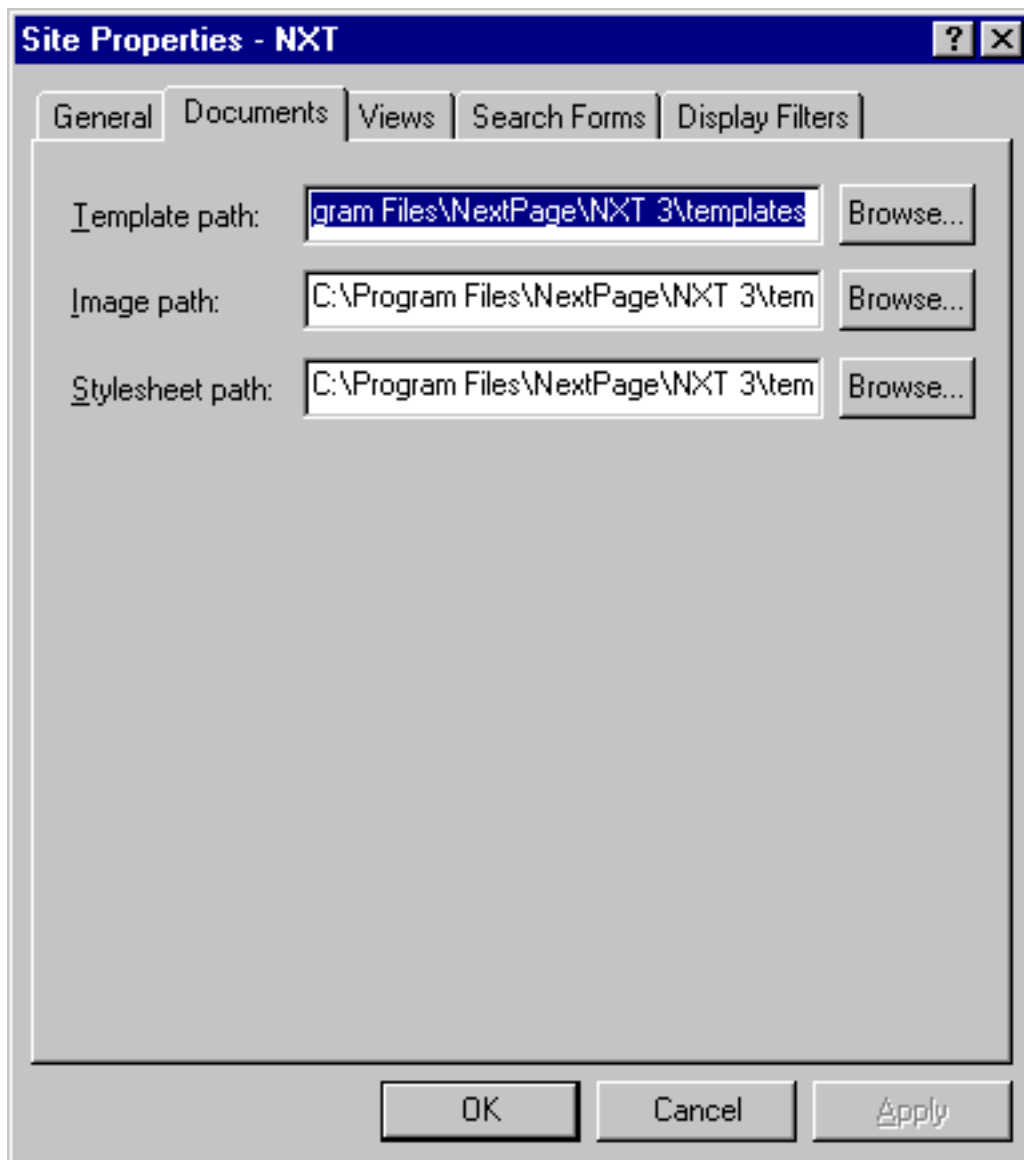 Site Properties - NXT
? X
General Documents Views Search Forms Display Filters
Template path: gram Files\NextPage\NXT 3\templates Browse...
Image path: C:\Program Files\NextPage\NXT 3\tem Browse...
Stylesheet path: C:\Program Files\NextPage\NXT 3\tem Browse...
OK Cancel Apply